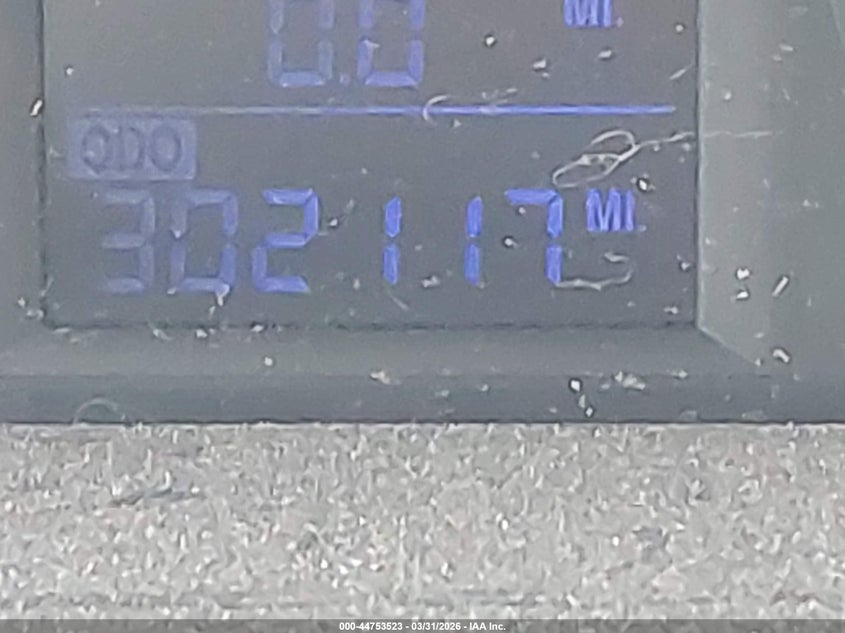 0.0 MI
ODO
302117 MI
000-44753523 - 03/31/2026 - IAA Inc.